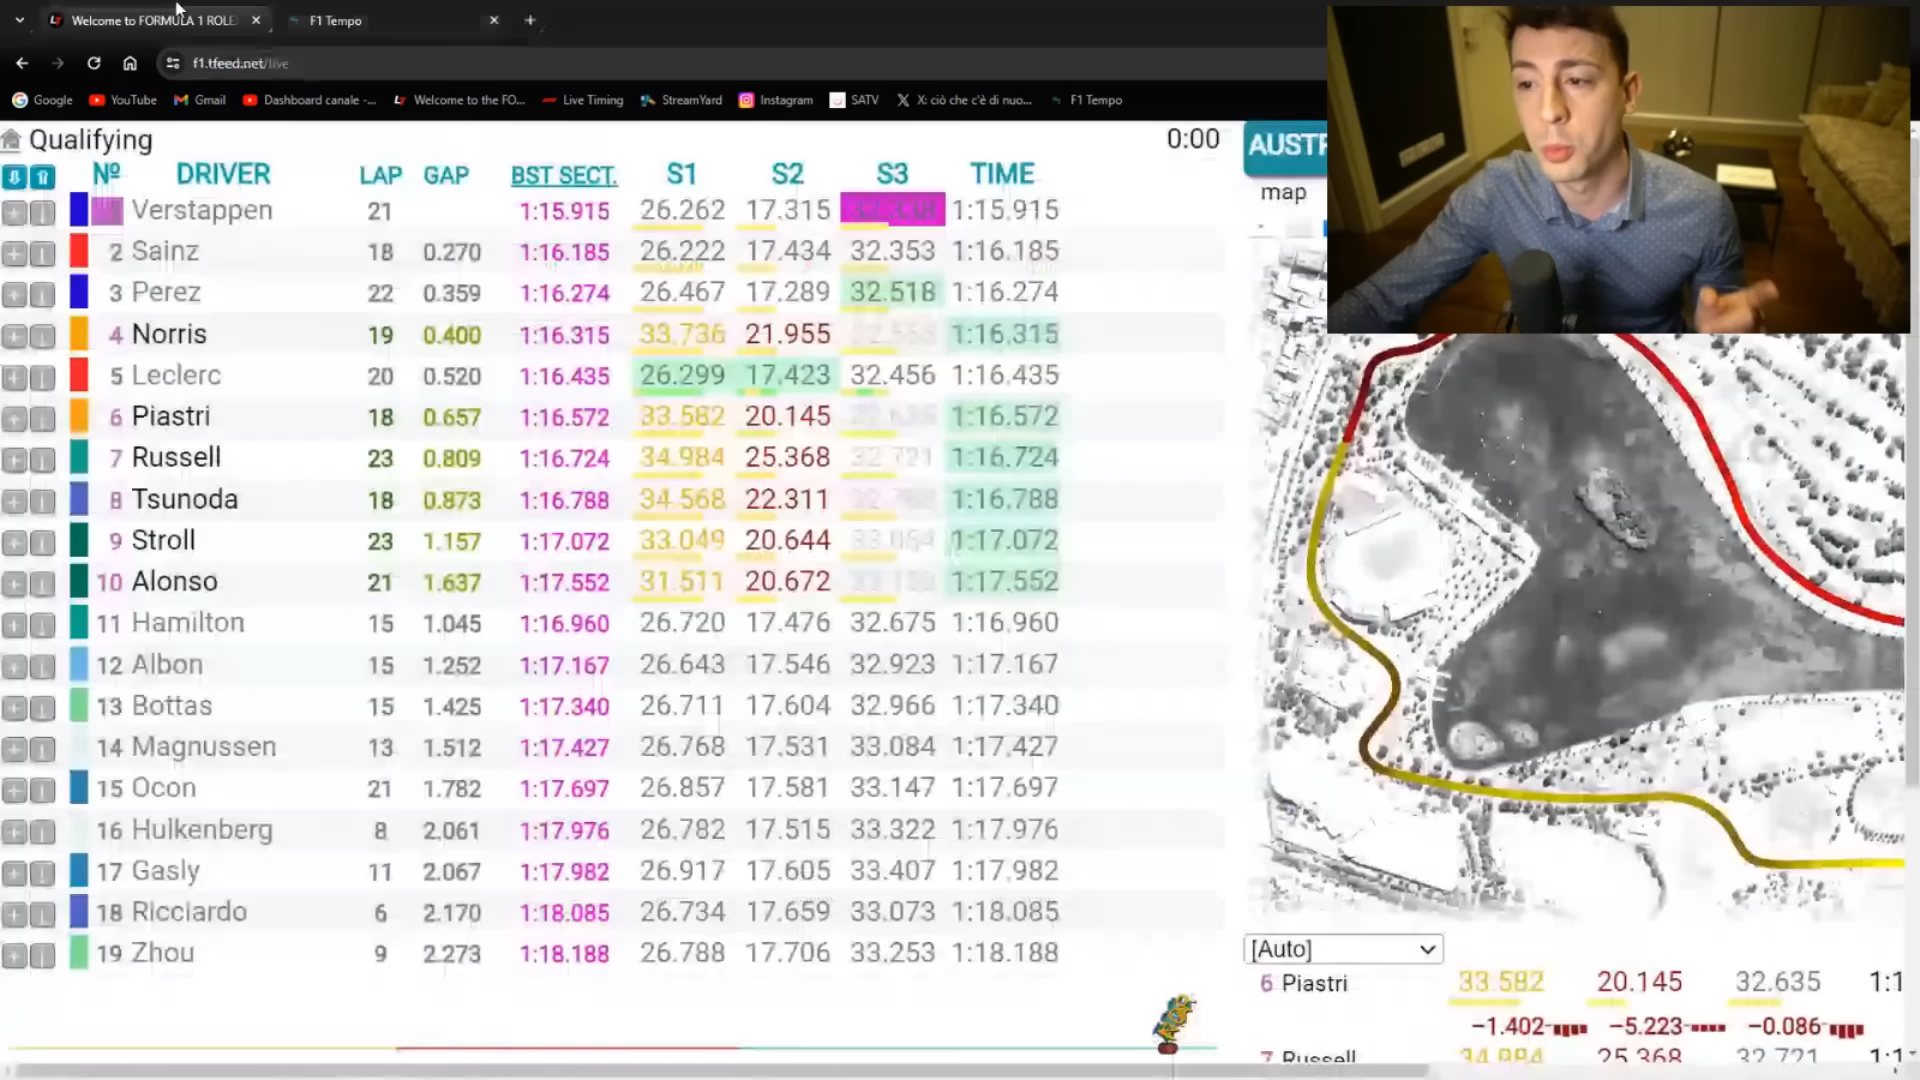 Welcome to FORMULA 1 ROLE
F1 Tempo
f1.tfeed.net/live
Google YouTube Gmail Dashboard canale -... Welcome to the FO... Live Timing StreamYard Instagram SATV X: ciò che c'è di nuo... F1 Tempo
Qualifying 0:00
Nº DRIVER LAP GAP BST SECT. S1 S2 S3 TIME
Verstappen 21 1:15.915 26.262 17.315 1:15.915
2 Sainz 18 0.270 1:16.185 26.222 17.434 32.353 1:16.185
3 Perez 22 0.359 1:16.274 26.467 17.289 32.518 1:16.274
4 Norris 19 0.400 1:16.315 33.736 21.955 1:16.315
5 Leclerc 20 0.520 1:16.435 26.299 17.423 32.456 1:16.435
6 Piastri 18 0.657 1:16.572 33.582 20.145 1:16.572
7 Russell 23 0.809 1:16.724 34.984 25.368 32.721 1:16.724
8 Tsunoda 18 0.873 1:16.788 34.568 22.311 1:16.788
9 Stroll 23 1.157 1:17.072 33.049 20.644 1:17.072
10 Alonso 21 1.637 1:17.552 31.511 20.672 1:17.552
11 Hamilton 15 1.045 1:16.960 26.720 17.476 32.675 1:16.960
12 Albon 15 1.252 1:17.167 26.643 17.546 32.923 1:17.167
13 Bottas 15 1.425 1:17.340 26.711 17.604 32.966 1:17.340
14 Magnussen 13 1.512 1:17.427 26.768 17.531 33.084 1:17.427
15 Ocon 21 1.782 1:17.697 26.857 17.581 33.147 1:17.697
16 Hulkenberg 8 2.061 1:17.976 26.782 17.515 33.322 1:17.976
17 Gasly 11 2.067 1:17.982 26.917 17.605 33.407 1:17.982
18 Ricciardo 6 2.170 1:18.085 26.734 17.659 33.073 1:18.085
19 Zhou 9 2.273 1:18.188 26.788 17.706 33.253 1:18.188
AUSTR
map
[Auto]
6 Piastri 33.582 20.145 32.635 1:1
-1.402 -5.223 -0.086
7 Russell 34.984 25.368 32.721 1:1